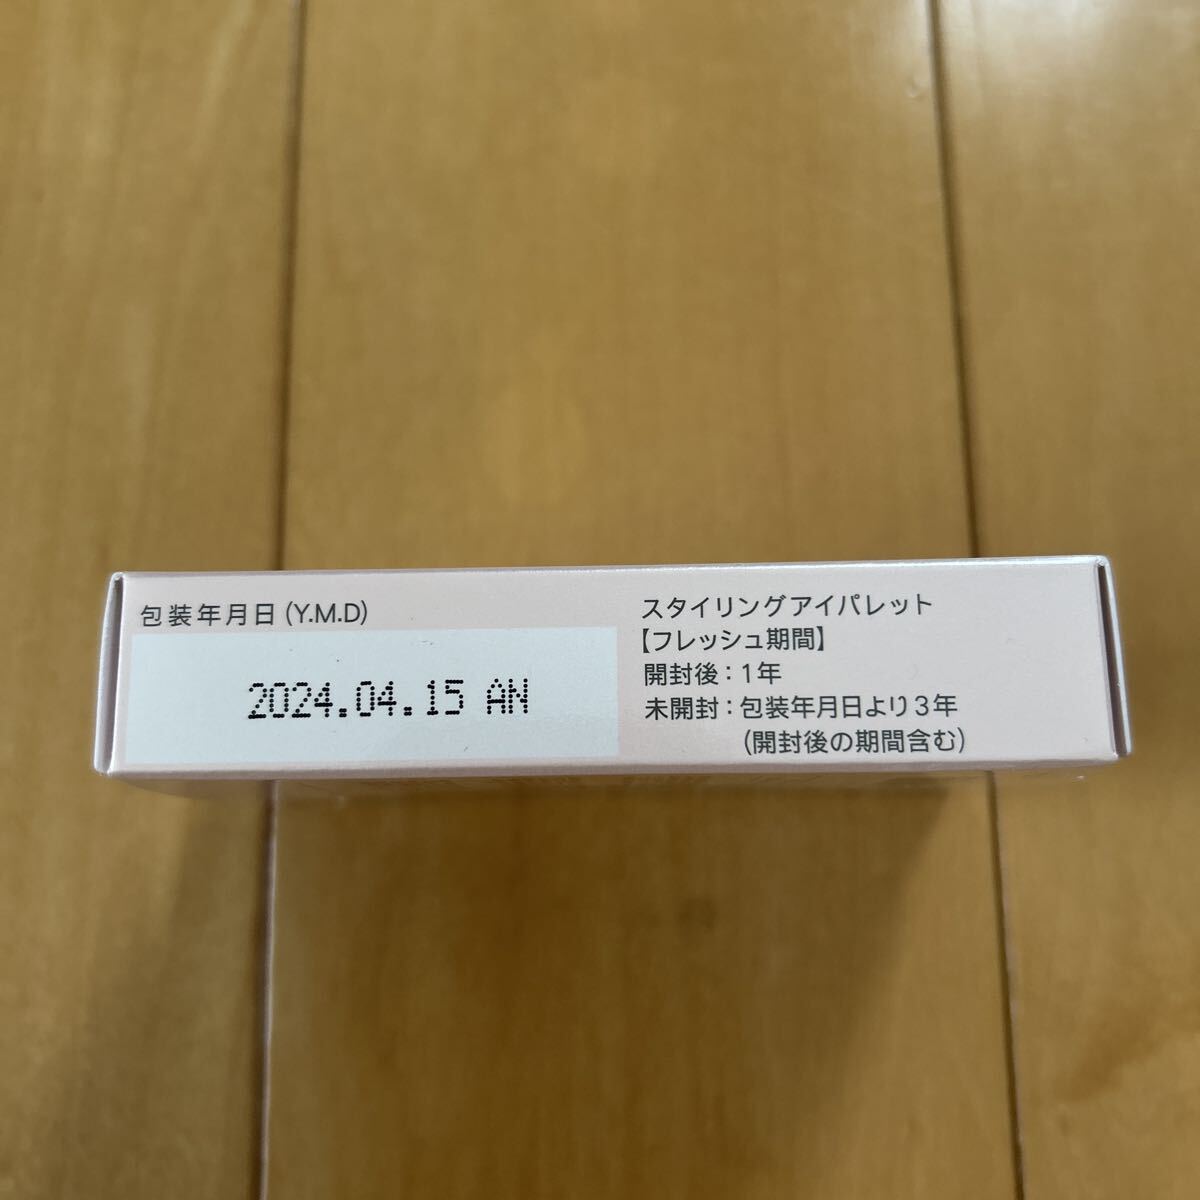 包装年月日(Y.M.D)
2024.04.15 AN
スタイリングアイパレット
【フレッシュ期間】
開封後：1年
未開封：包装年月日より3年
(開封後の期間含む)